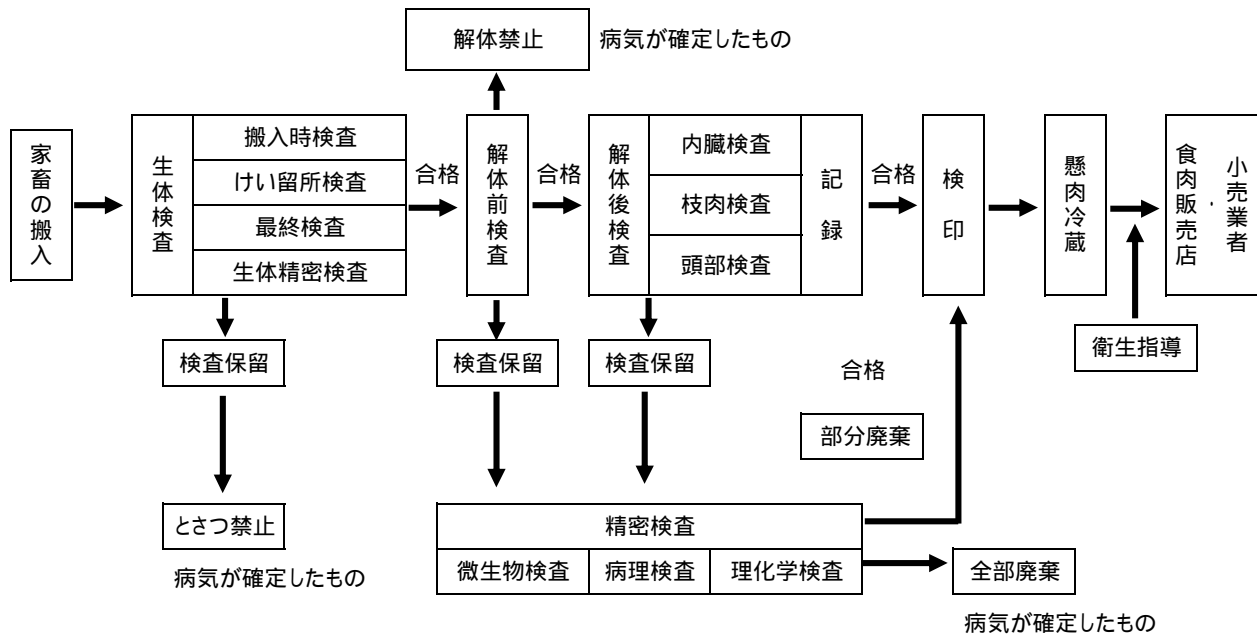 解体禁止
病気が確定したもの
家畜の搬入
生体検査
搬入時検査
けい留所検査
最終検査
生体精密検査
合格
解体前検査
合格
解体後検査
内臓検査
枝肉検査
頭部検査
記録
合格
検印
懸肉冷蔵
食肉販売店・小売業者
検査保留
検査保留
検査保留
合格
部分廃棄
衛生指導
とさつ禁止
病気が確定したもの
精密検査
微生物検査
病理検査
理化学検査
全部廃棄
病気が確定したもの